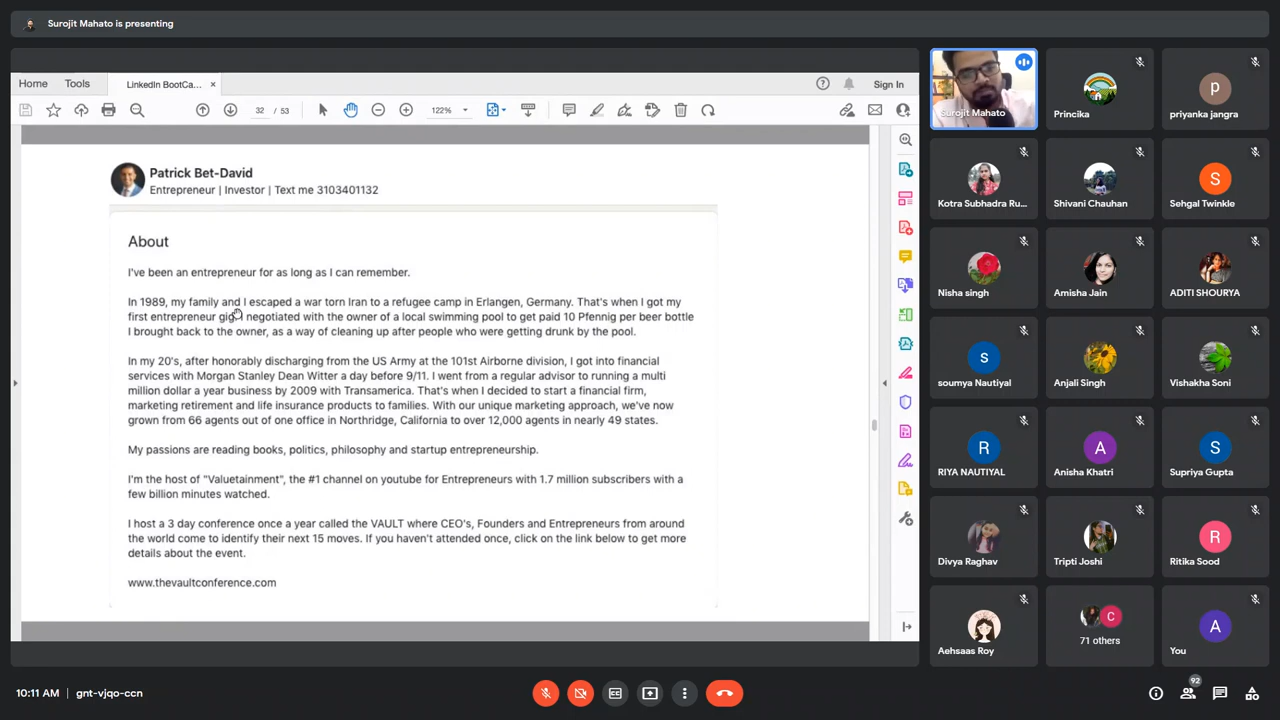 Surojit Mahato is presenting
Home Tools LinkedIn BootCa... × Sign In
32 / 53 122%
Patrick Bet-David
Entrepreneur | Investor | Text me 3103401132
About
I've been an entrepreneur for as long as I can remember.
In 1989, my family and I escaped a war torn Iran to a refugee camp in Erlangen, Germany. That's when I got my
first entrepreneur gig negotiated with the owner of a local swimming pool to get paid 10 Pfennig per beer bottle
I brought back to the owner, as a way of cleaning up after people who were getting drunk by the pool.
In my 20's, after honorably discharging from the US Army at the 101st Airborne division, I got into financial
services with Morgan Stanley Dean Witter a day before 9/11. I went from a regular advisor to running a multi
million dollar a year business by 2009 with Transamerica. That's when I decided to start a financial firm,
marketing retirement and life insurance products to families. With our unique marketing approach, we've now
grown from 66 agents out of one office in Northridge, California to over 12,000 agents in nearly 49 states.
My passions are reading books, politics, philosophy and startup entrepreneurship.
I'm the host of "Valuetainment", the #1 channel on youtube for Entrepreneurs with 1.7 million subscribers with a
few billion minutes watched.
I host a 3 day conference once a year called the VAULT where CEO's, Founders and Entrepreneurs from around
the world come to identify their next 15 moves. If you haven't attended once, click on the link below to get more
details about the event.
www.thevaultconference.com
Surojit Mahato
Princika
p
priyanka jangra
Kotra Subhadra Ru...
Shivani Chauhan
S
Sehgal Twinkle
Nisha singh
Amisha Jain
ADITI SHOURYA
s
soumya Nautiyal
Anjali Singh
Vishakha Soni
R
RIYA NAUTIYAL
A
Anisha Khatri
S
Supriya Gupta
Divya Raghav
Tripti Joshi
R
Ritika Sood
Aehsaas Roy
C
71 others
A
You
10:11 AM gnt-vjqo-ccn
92